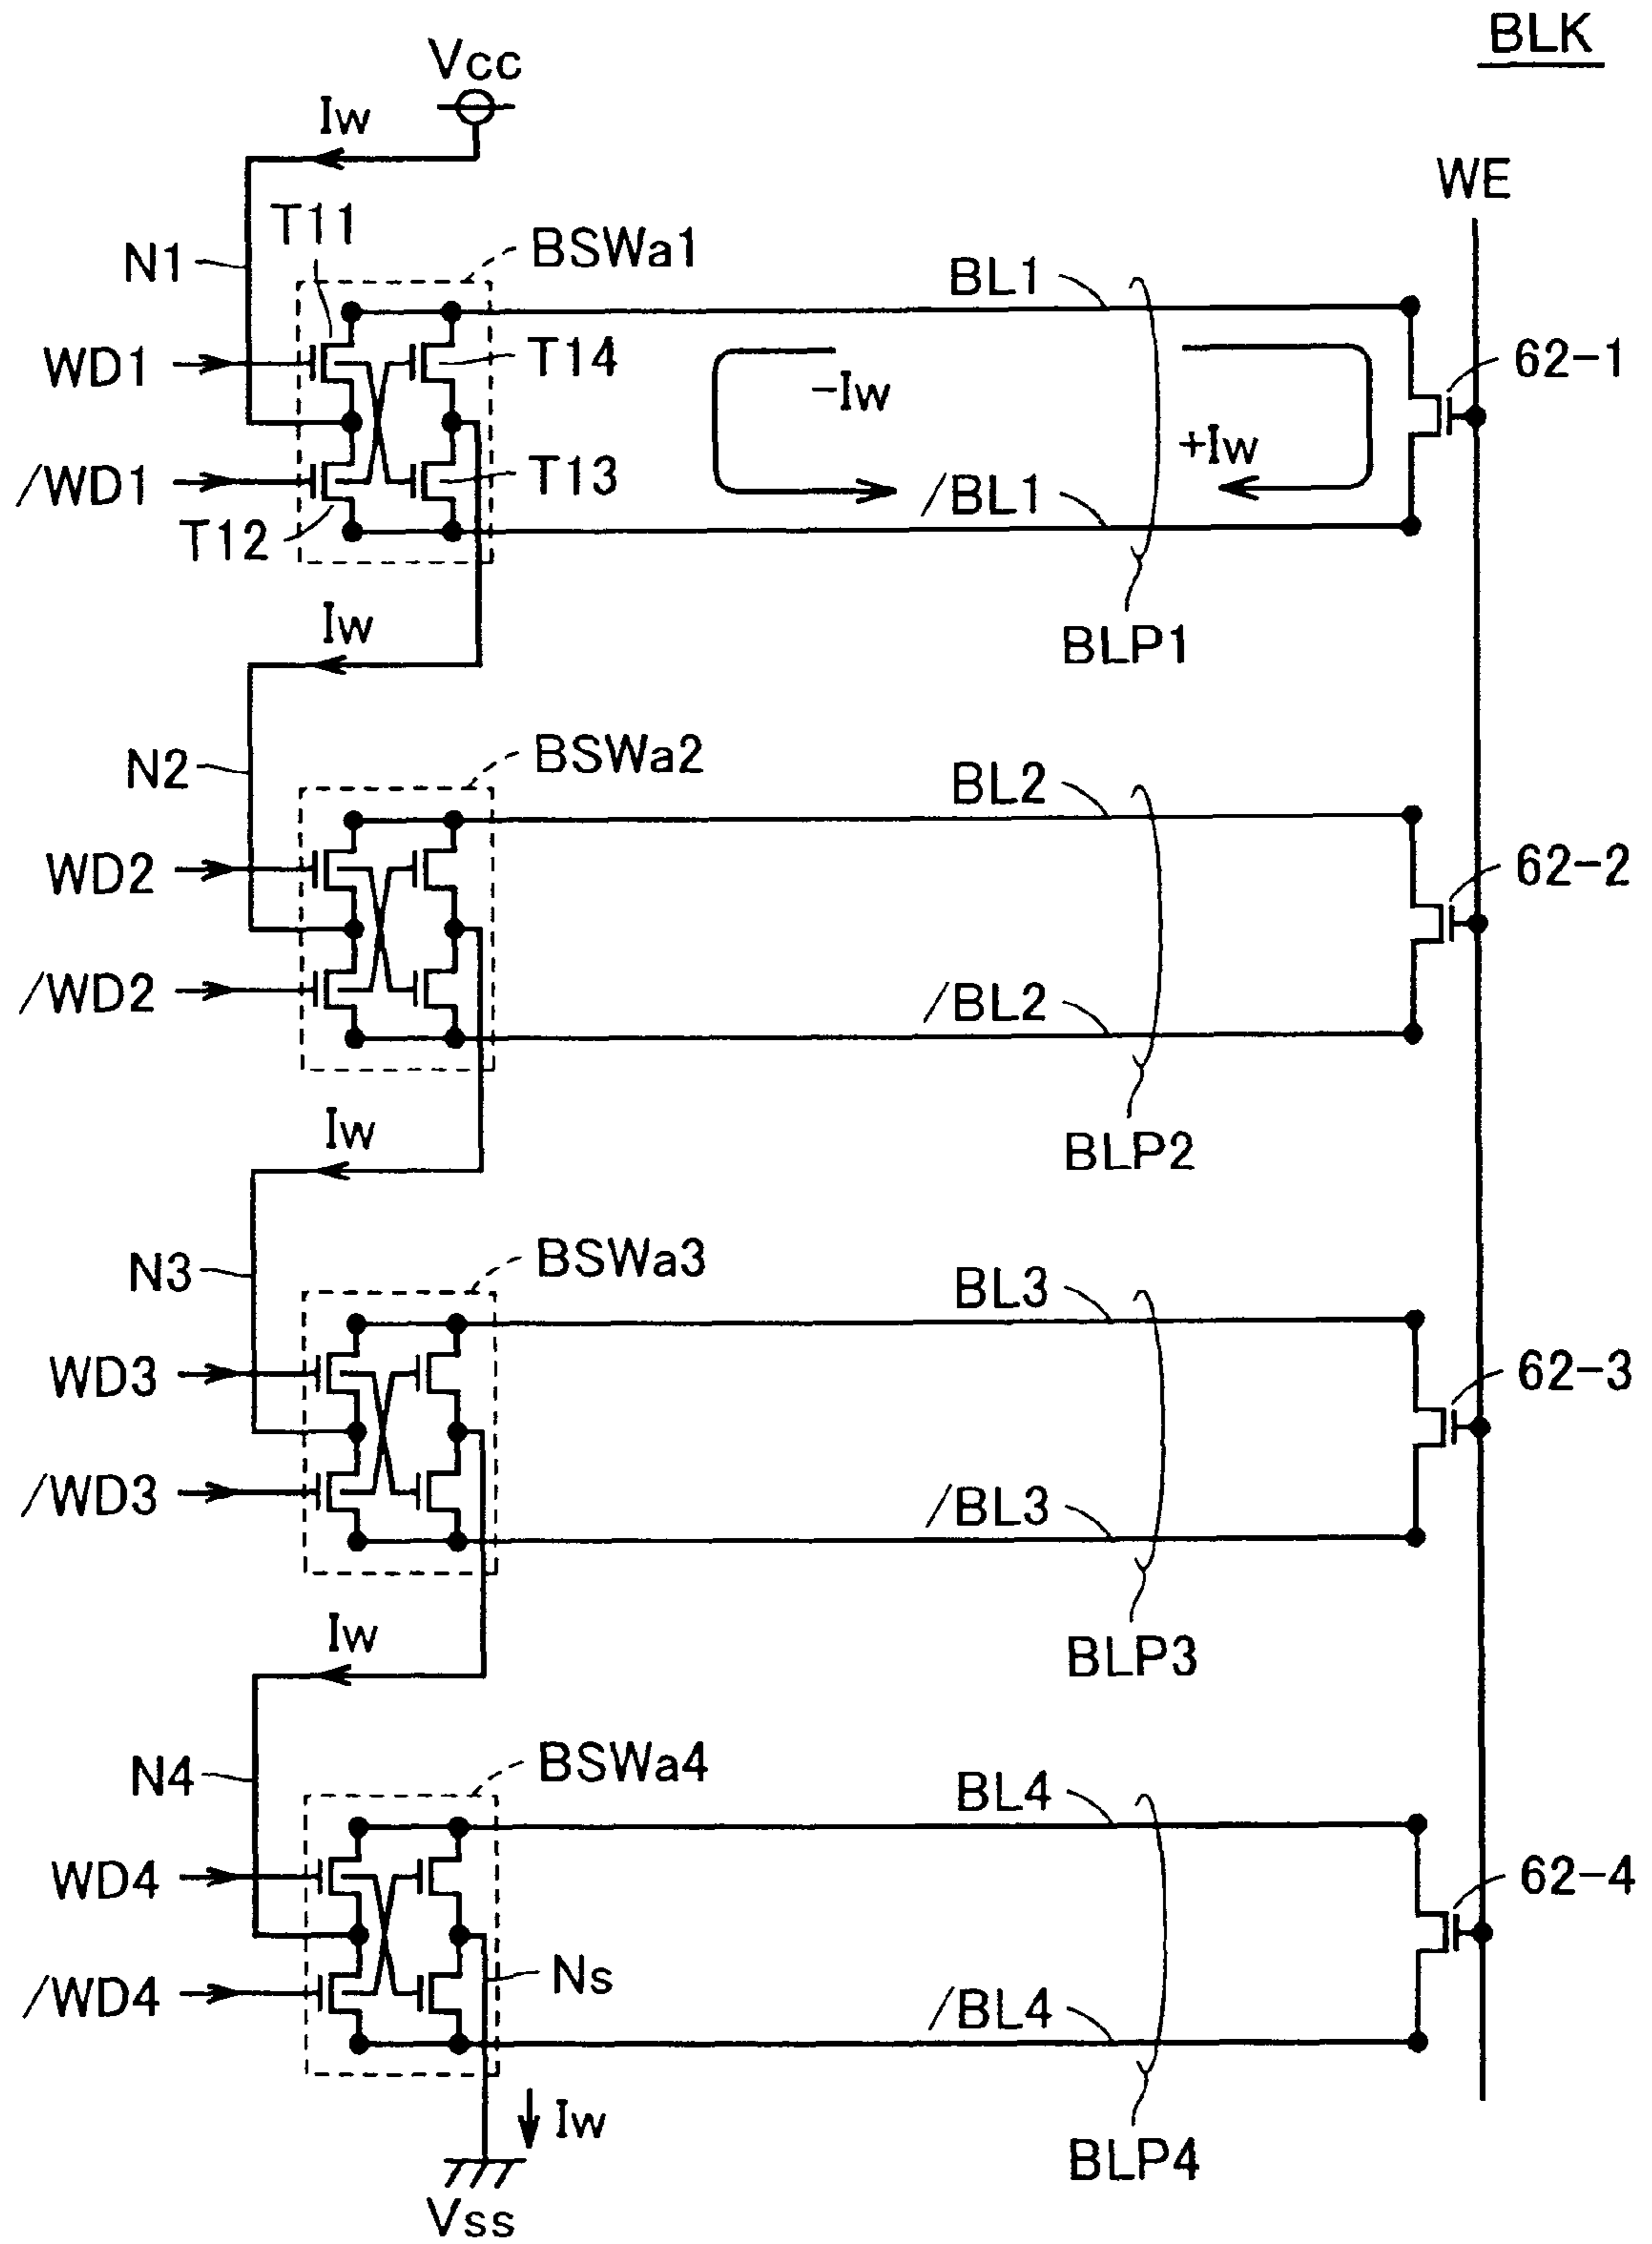 BLK
Vcc
Iw
WE
T11
N1
BSWa1
BL1
WD1
T14
-Iw
62-1
+Iw
/WD1
T13
/BL1
T12
Iw
BLP1
N2
BSWa2
BL2
WD2
62-2
/WD2
/BL2
Iw
BLP2
N3
BSWa3
BL3
WD3
62-3
/WD3
/BL3
Iw
BLP3
N4
BSWa4
BL4
WD4
62-4
Ns
/WD4
/BL4
Iw
BLP4
Vss